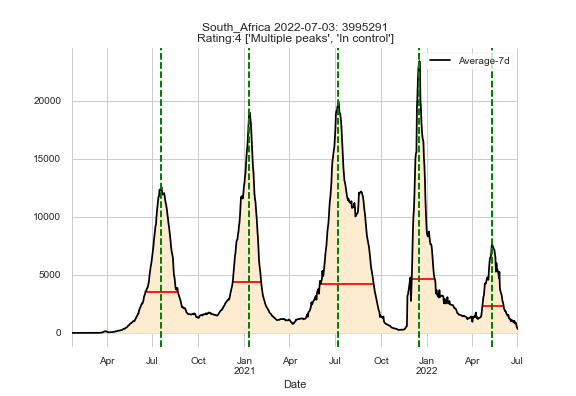 South_Africa 2022-07-03: 3995291
Rating:4 ['Multiple peaks', 'In control']
Average-7d
20000
15000
10000
5000
0
Apr Jul Oct Jan Apr Jul Oct Jan Apr Jul
2021 2022
Date